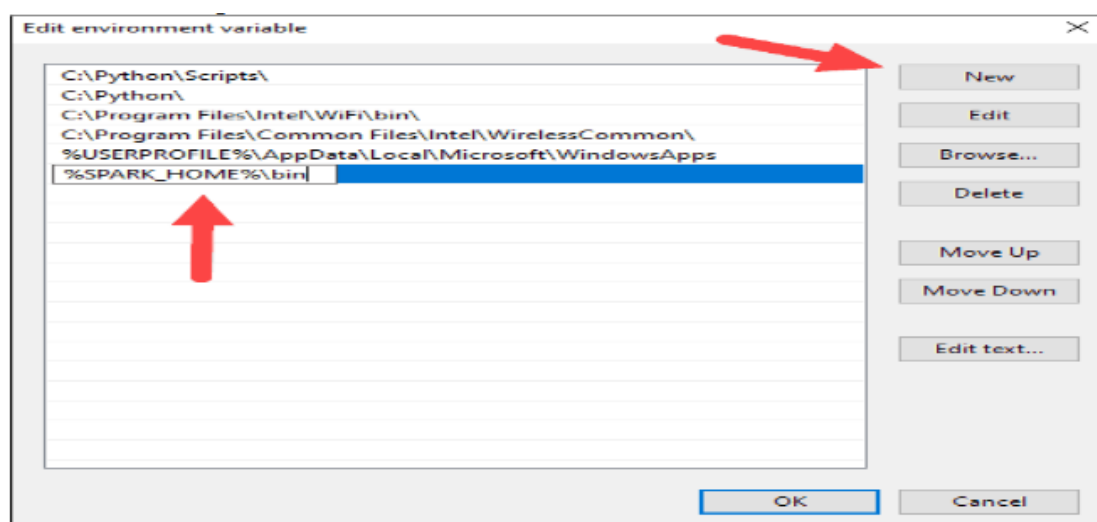 Edit environment variable
C:\Python\Scripts\
New
C:\Python\
C:\Program Files\Intel\WiFi\bin\
Edit
C:\Program Files\Common Files\Intel\WirelessCommon\
%USERPROFILE%\AppData\Local\Microsoft\WindowsApps
Browse...
%SPARK_HOME%\bin
Delete
Move Up
Move Down
Edit text...
OK
Cancel